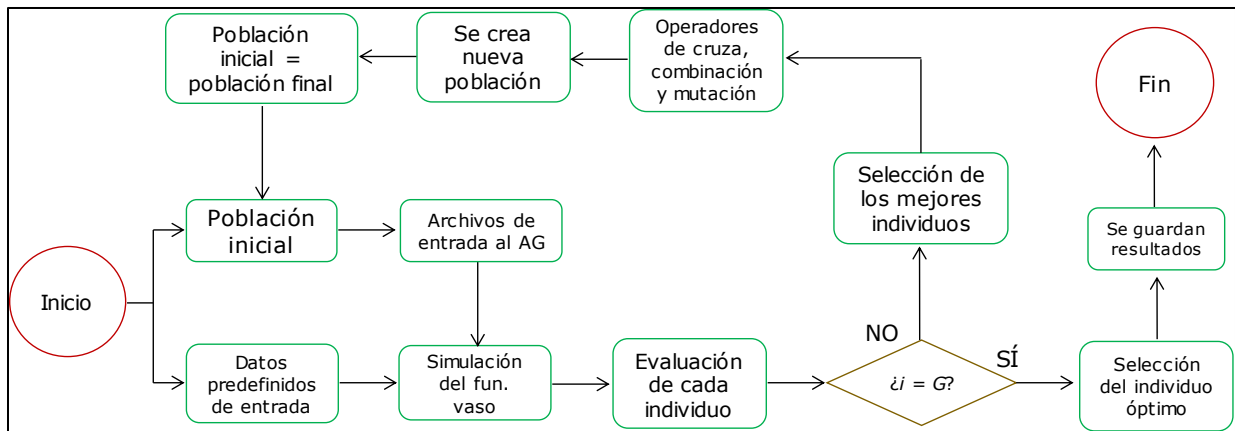 Población
inicial =
población final
Se crea
nueva
población
Operadores
de cruza,
combinación
y mutación
Fin
Población
inicial
Archivos de
entrada al AG
Selección de
los mejores
individuos
Se guardan
resultados
Inicio
Datos
predefinidos
de entrada
Simulación
del fun.
vaso
Evaluación
de cada
individuo
NO
¿i = G?
SÍ
Selección
del individuo
óptimo